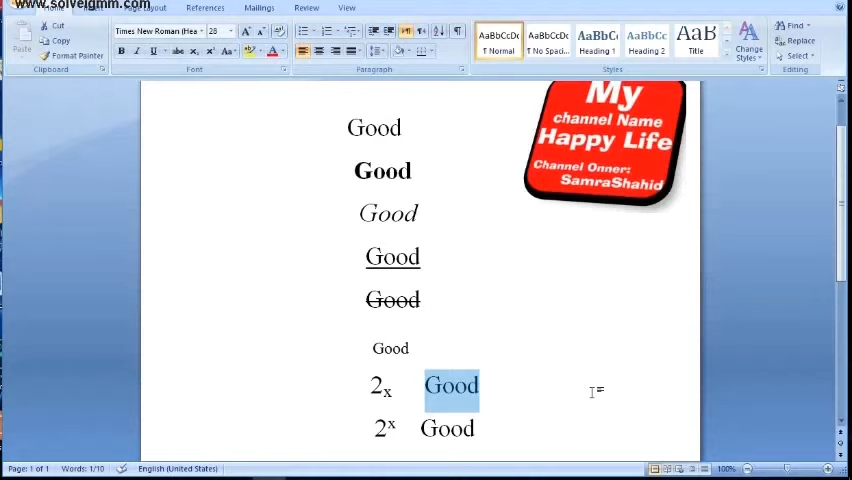 www.solveigmm.com
Home
Page Layout
References
Mailings
Review
View
Paste
Cut
Copy
Format Painter
Clipboard
Times New Roman (Hea
28
Font
Paragraph
AaBbCcDc
¶ Normal
AaBbCcDc
¶ No Spaci...
AaBbCc
Heading 1
AaBbCc
Heading 2
AaB
Title
Change
Styles
Styles
Find
Replace
Select
Editing
My
channel Name
Happy Life
Channel Onner:
SamraShahid
Good
Good
Good
Good
Good
Good
2x Good
2x Good
Page: 1 of 1
Words: 1/10
English (United States)
100%